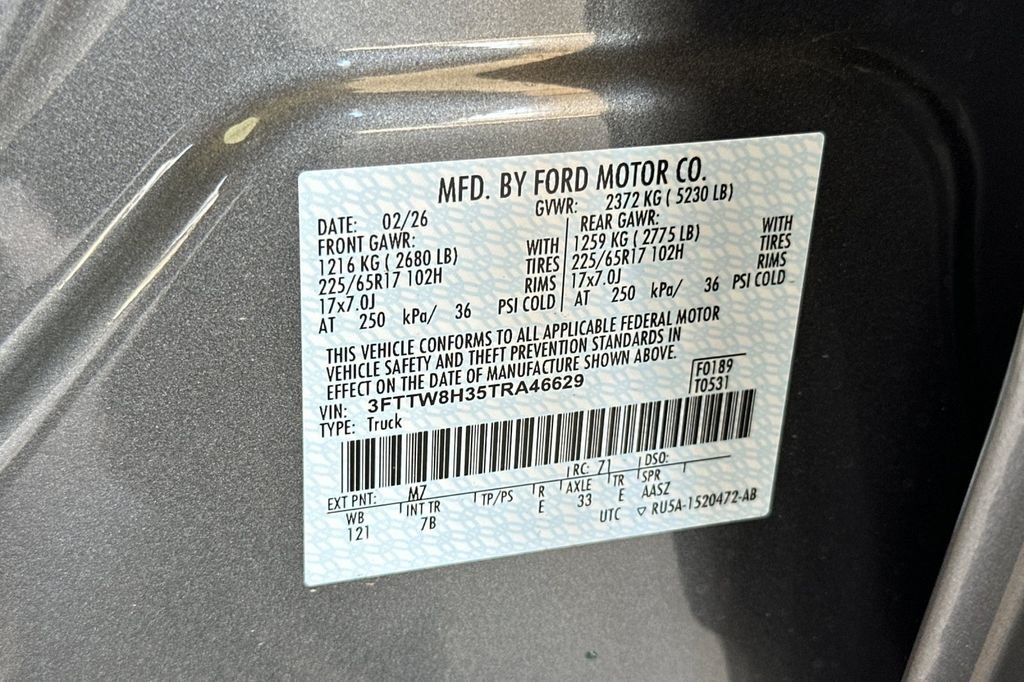 MFD. BY FORD MOTOR CO.
DATE: 02/26 GVWR: 2372 KG ( 5230 LB)
FRONT GAWR: REAR GAWR:
1216 KG ( 2680 LB) WITH 1259 KG ( 2775 LB) WITH
225/65R17 102H TIRES 225/65R17 102H TIRES
17x7.0J RIMS 17x7.0J RIMS
AT 250 kPa/ 36 PSI COLD AT 250 kPa/ 36 PSI COLD
THIS VEHICLE CONFORMS TO ALL APPLICABLE FEDERAL MOTOR
VEHICLE SAFETY AND THEFT PREVENTION STANDARDS IN
EFFECT ON THE DATE OF MANUFACTURE SHOWN ABOVE.
VIN: 3FTTW8H35TRA46629 F0189
TYPE: Truck T0531
EXT PNT: M7 RC: 71 DSO:
WB INT TR TP/PS R AXLE TR SPR
121 7B E 33 E AASZ
UTC ▽ RU5A-1520472-AB